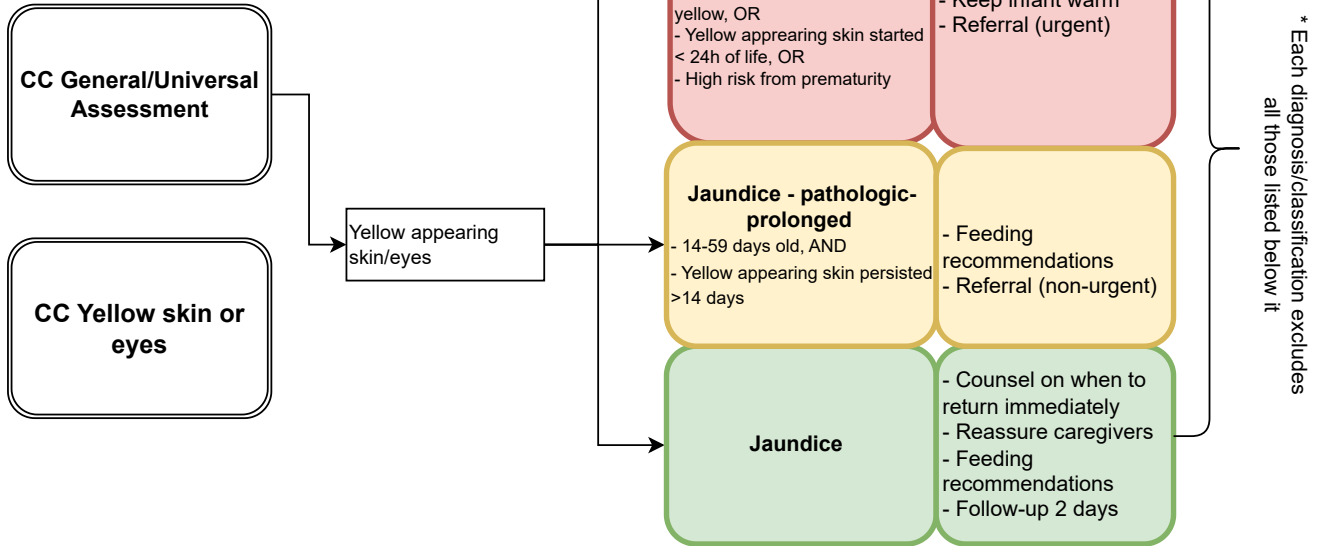 CC General/Universal
Assessment
CC Yellow skin or
eyes
Yellow appearing
skin/eyes
yellow, OR
- Yellow apprearing skin started
< 24h of life, OR
- High risk from prematurity
- Keep infant warm
- Referral (urgent)
Jaundice - pathologic-
prolonged
- 14-59 days old, AND
- Yellow appearing skin persisted
>14 days
- Feeding
recommendations
- Referral (non-urgent)
Jaundice
- Counsel on when to
return immediately
- Reassure caregivers
- Feeding
recommendations
- Follow-up 2 days
* Each diagnosis/classification excludes
all those listed below it